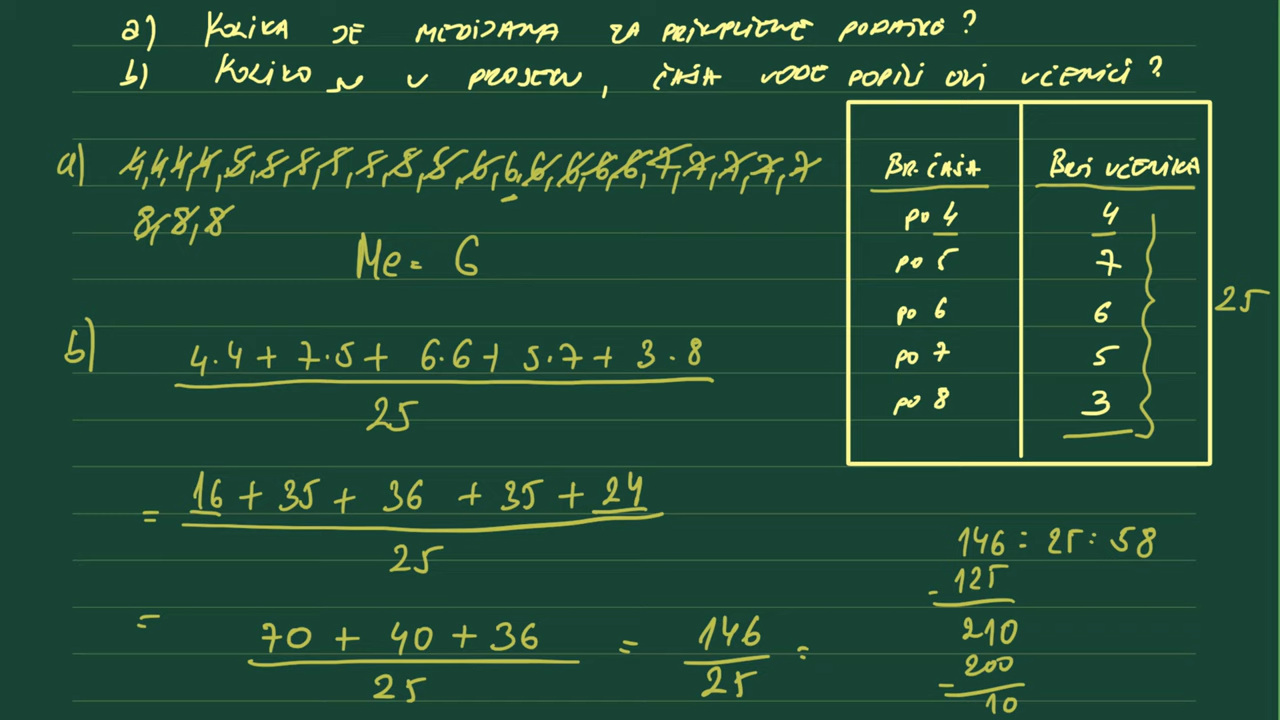 a) KOLIKA JE MEDIJANA ZA PRIKUPLJENE PODATKE?
b) KOLIKO SU U PROSJEKU, ČAŠA VODE POPILI OVI UČENICI?
BR. ČAŠA BROJ UČENIKA
po 4 4
po 5 7
po 6 6
po 7 5
po 8 3
25
a) 4,4,4,4,5,5,5,5,5,5,5,6,6,6,6,6,6,7,7,7,7,7
8,8,8
Me = 6
b) 4·4 + 7·5 + 6·6 + 5·7 + 3·8
25
= 16 + 35 + 36 + 35 + 24
25
= 70 + 40 + 36 = 146 =
25 25
146 : 25 : 58
- 125
210
= 200
10